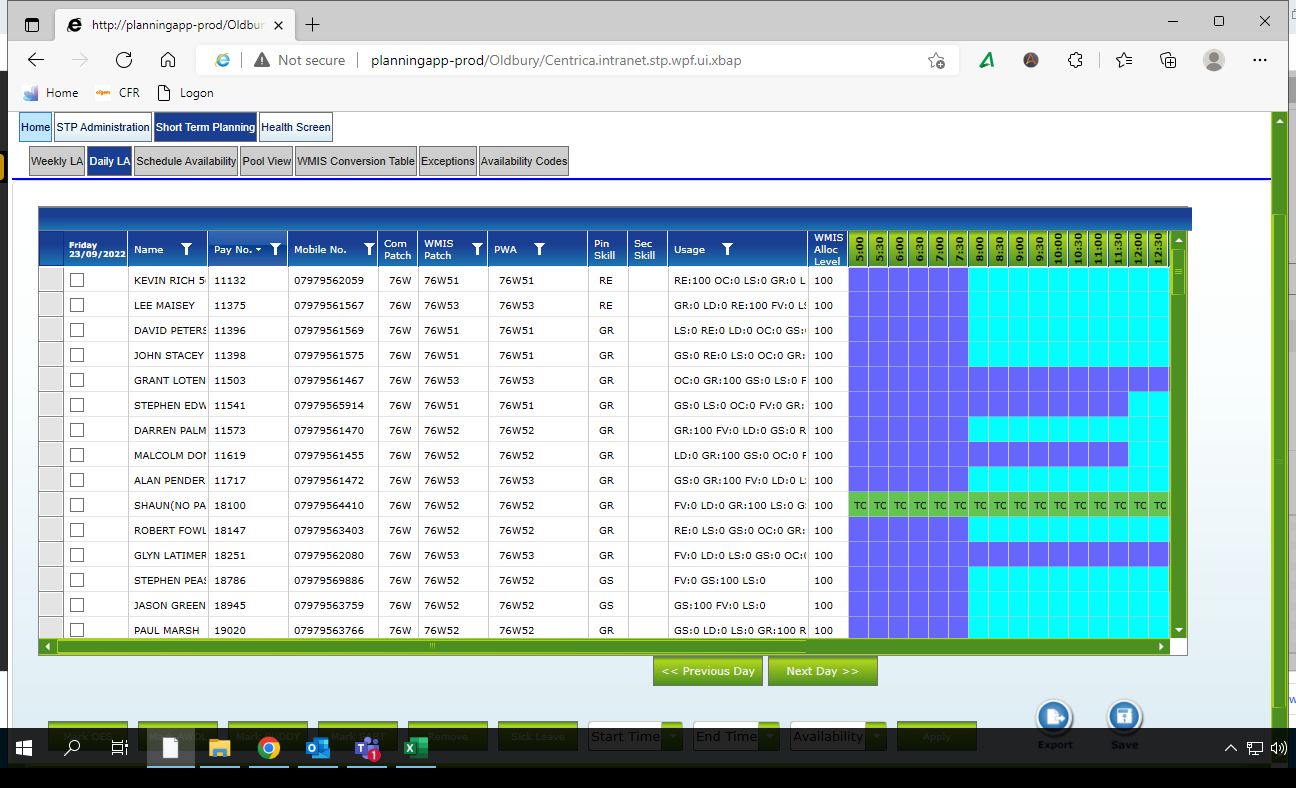 http://planningapp-prod/Oldbur
Not secure planningapp-prod/Oldbury/Centrica.intranet.stp.wpf.ui.xbap
Home CFR Logon
Home STP Administration Short Term Planning Health Screen
Weekly LA Daily LA Schedule Availability Pool View WMIS Conversion Table Exceptions Availability Codes
Friday 23/09/2022 Name Pay No. Mobile No. Com Patch WMIS Patch PWA Pin Skill Sec Skill Usage WMIS Alloc Level 5:00 5:30 6:00 6:30 7:00 7:30 8:00 8:30 9:00 9:30 10:00 10:30 11:00 11:30 12:00 12:30
KEVIN RICH 5 11132 07979562059 76W 76W51 76W51 RE RE:100 OC:0 LS:0 GR:0 L 100
LEE MAISEY 11375 07979561567 76W 76W53 76W53 RE GR:0 LD:0 RE:100 FV:0 LS 100
DAVID PETERS 11396 07979561569 76W 76W51 76W51 GR LS:0 RE:0 LD:0 OC:0 GS: 100
JOHN STACEY 11398 07979561575 76W 76W51 76W51 GR GS:0 RE:0 LS:0 OC:0 GR: 100
GRANT LOTEN 11503 07979561467 76W 76W53 76W53 GR OC:0 GR:100 GS:0 LS:0 F 100
STEPHEN EDW 11541 07979565914 76W 76W51 76W51 GR GS:0 LS:0 OC:0 FV:0 GR: 100
DARREN PALM 11573 07979561470 76W 76W52 76W52 GR GR:100 FV:0 LD:0 GS:0 R 100
MALCOLM DON 11619 07979561455 76W 76W52 76W52 GR LD:0 GR:100 GS:0 OC:0 F 100
ALAN PENDER 11717 07979561472 76W 76W53 76W53 GR GS:0 GR:100 FV:0 LD:0 L 100
SHAUN(NO PA 18100 07979564410 76W 76W52 76W52 GR FV:0 LD:0 GR:100 LS:0 G 100 TC TC TC TC TC TC TC TC TC TC TC TC TC TC TC TC
ROBERT FOWL 18147 07979563403 76W 76W52 76W52 GR RE:0 LS:0 GS:0 OC:0 GR: 100
GLYN LATIMER 18251 07979562080 76W 76W53 76W53 GR FV:0 LD:0 LS:0 GS:0 OC: 100
STEPHEN PEAS 18786 07979569886 76W 76W52 76W52 GS FV:0 GS:100 LS:0 100
JASON GREEN 18945 07979563759 76W 76W52 76W52 GS GS:100 FV:0 LS:0 100
PAUL MARSH 19020 07979563766 76W 76W52 76W52 GR GS:0 LD:0 LS:0 GR:100 R 100
<< Previous Day Next Day >>
Sick Leave Start Time End Time Availability Apply Export Save
1